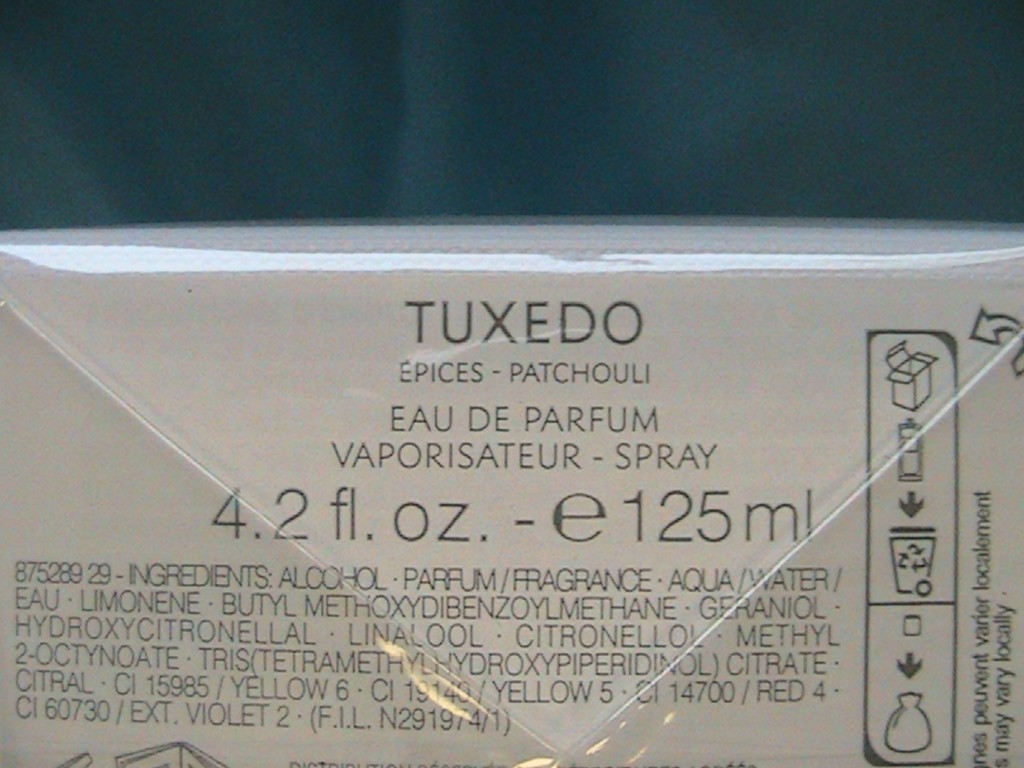 TUXEDO
ÉPICES - PATCHOULI
EAU DE PARFUM
VAPORISATEUR - SPRAY
4.2 fl. oz. - e 125 ml
875289 29 - INGREDIENTS: ALCOHOL · PARFUM / FRAGRANCE · AQUA / WATER /
EAU · LIMONENE · BUTYL METHOXYDIBENZOYLMETHANE · GERANIOL ·
HYDROXYCITRONELLAL · LINALOOL · CITRONELLOL · METHYL
2-OCTYNOATE · TRIS(TETRAMETHYLHYDROXYPIPERIDINOL) CITRATE ·
CITRAL · CI 15985 / YELLOW 6 · CI 19140 / YELLOW 5 · CI 14700 / RED 4 ·
CI 60730 / EXT. VIOLET 2 · (F.I.L. N291974/1)
peuvent varier localement
may vary locally ·